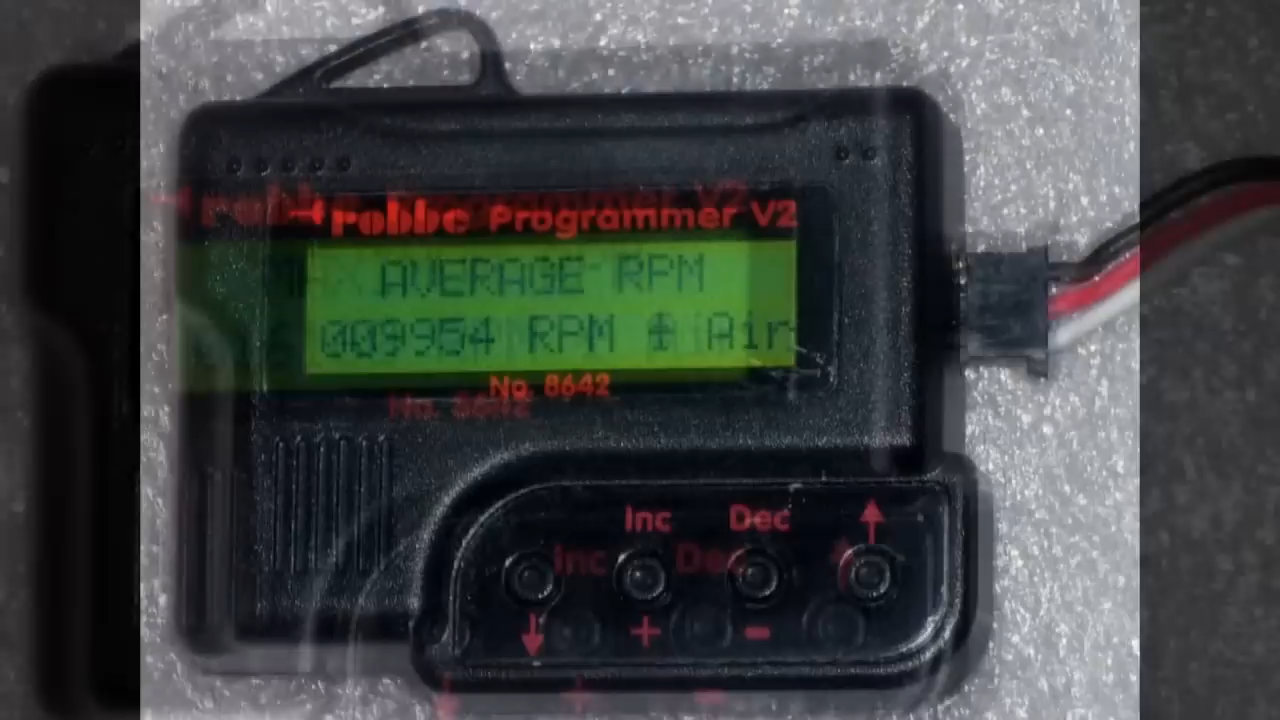 robbe Programmer V2
AVERAGE RPM
009954 RPM Air
No. 8642
Inc Dec
+ -